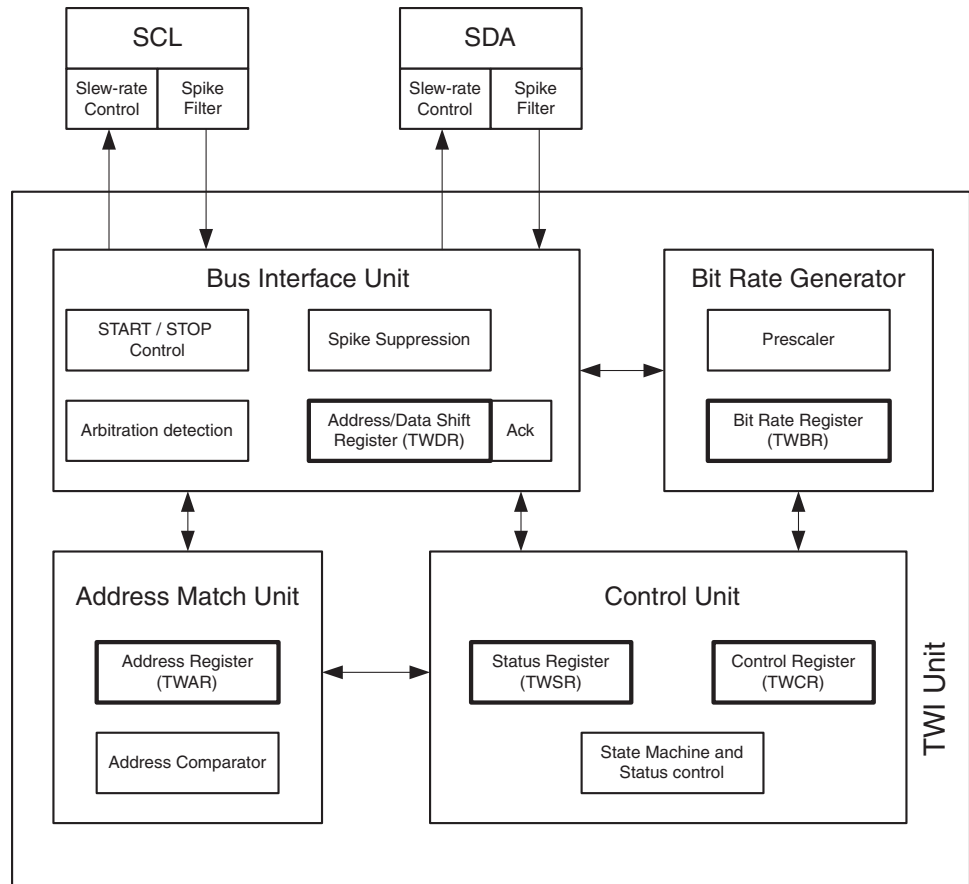 SCL
Slew-rate
Control
Spike
Filter
SDA
Slew-rate
Control
Spike
Filter
Bus Interface Unit
START / STOP
Control
Spike Suppression
Arbitration detection
Address/Data Shift
Register (TWDR)
Ack
Bit Rate Generator
Prescaler
Bit Rate Register
(TWBR)
Address Match Unit
Address Register
(TWAR)
Address Comparator
Control Unit
Status Register
(TWSR)
Control Register
(TWCR)
State Machine and
Status control
TWI Unit